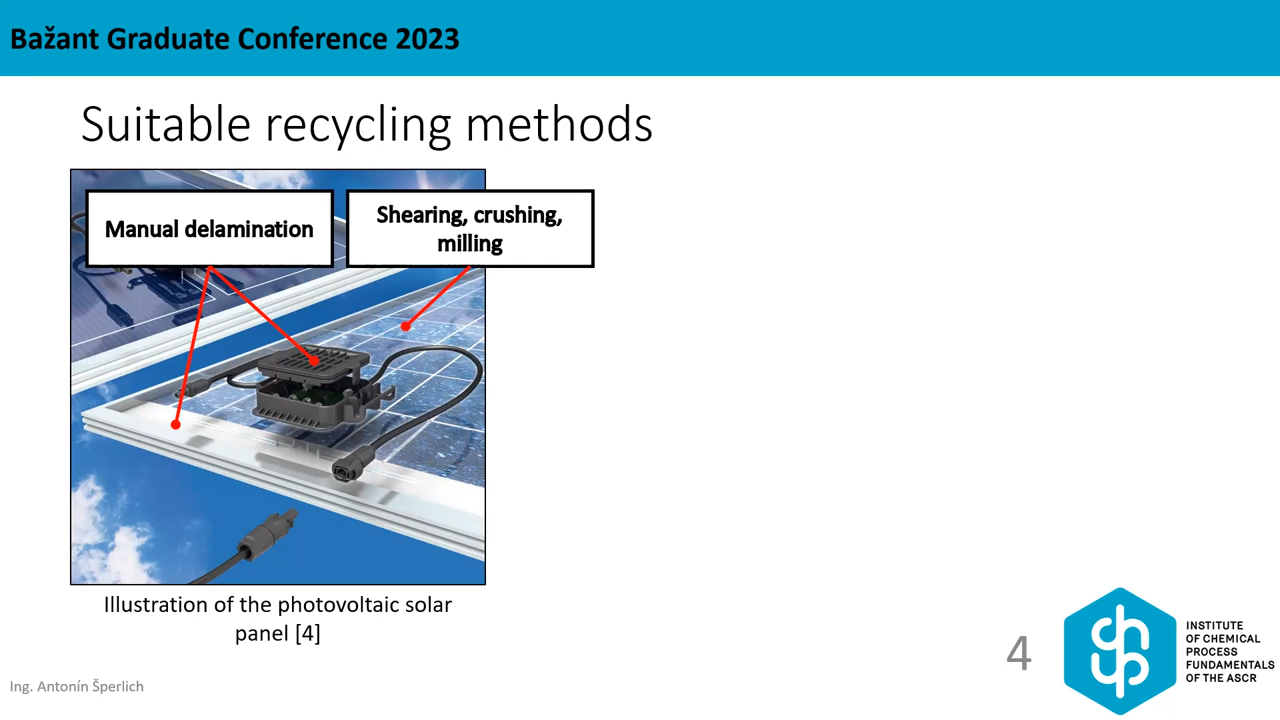 Bažant Graduate Conference 2023
Suitable recycling methods
Manual delamination
Shearing, crushing,
milling
Illustration of the photovoltaic solar
panel [4]
Ing. Antonín Šperlich
4
INSTITUTE
OF CHEMICAL
PROCESS
FUNDAMENTALS
OF THE ASCR